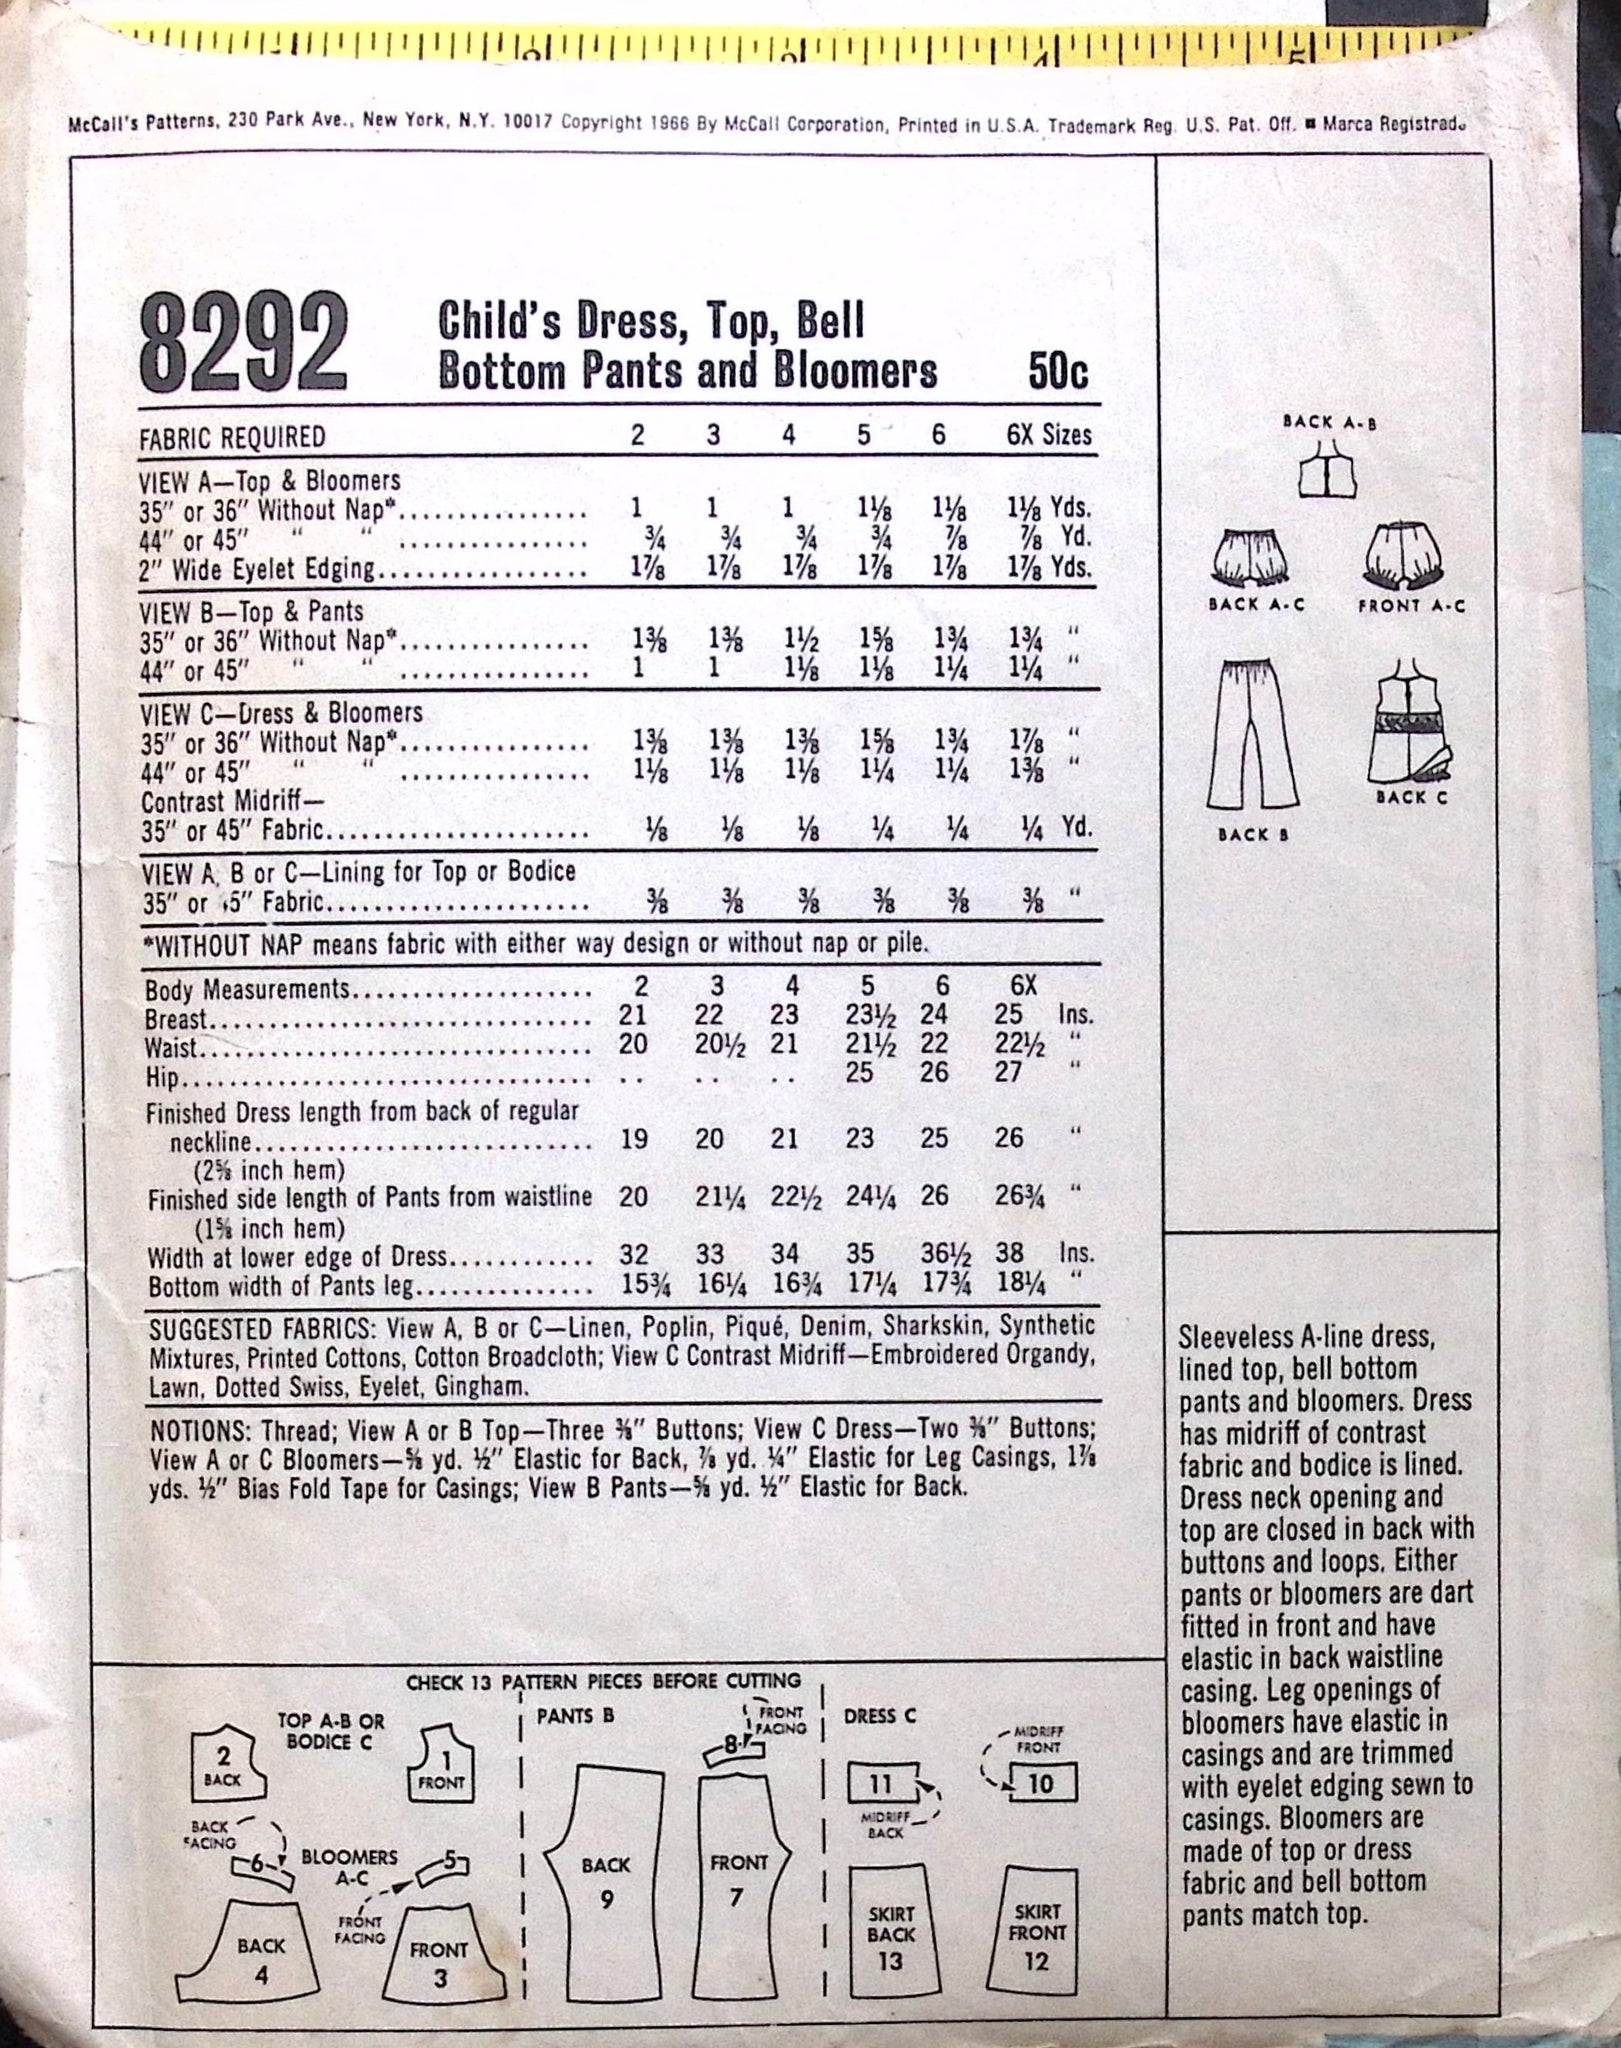 2 3 4 5
McCall's Patterns, 230 Park Ave., New York, N.Y. 10017 Copyright 1966 By McCall Corporation, Printed in U.S.A. Trademark Reg. U.S. Pat. Off. ■ Marca Registrada
8292
Child's Dress, Top, Bell
Bottom Pants and Bloomers 50c
FABRIC REQUIRED 2 3 4 5 6 6X Sizes
VIEW A—Top & Bloomers
35" or 36" Without Nap*................ 1 1 1 1⅛ 1⅛ 1⅛ Yds.
44" or 45" " " ................ ¾ ¾ ¾ ¾ ⅞ ⅞ Yd.
2" Wide Eyelet Edging.................. 1⅞ 1⅞ 1⅞ 1⅞ 1⅞ 1⅞ Yds.
VIEW B—Top & Pants
35" or 36" Without Nap*................ 1⅜ 1⅜ 1½ 1⅝ 1¾ 1¾ "
44" or 45" " " ................ 1 1 1⅛ 1⅛ 1¼ 1¼ "
VIEW C—Dress & Bloomers
35" or 36" Without Nap*................ 1⅜ 1⅜ 1⅜ 1⅝ 1¾ 1⅞ "
44" or 45" " " ................ 1⅛ 1⅛ 1⅛ 1¼ 1¼ 1⅜ "
Contrast Midriff—
35" or 45" Fabric...................... ⅛ ⅛ ⅛ ¼ ¼ ¼ Yd.
VIEW A, B or C—Lining for Top or Bodice
35" or 45" Fabric...................... ⅜ ⅜ ⅜ ⅜ ⅜ ⅜ "
*WITHOUT NAP means fabric with either way design or without nap or pile.
Body Measurements.................... 2 3 4 5 6 6X
Breast................................ 21 22 23 23½ 24 25 Ins.
Waist................................. 20 20½ 21 21½ 22 22½ "
Hip................................... .. .. .. 25 26 27 "
Finished Dress length from back of regular
neckline............................ 19 20 21 23 25 26 "
(2⅝ inch hem)
Finished side length of Pants from waistline 20 21¼ 22½ 24¼ 26 26¾ "
(1⅝ inch hem)
Width at lower edge of Dress............ 32 33 34 35 36½ 38 Ins.
Bottom width of Pants leg............... 15¾ 16¼ 16¾ 17¼ 17¾ 18¼ "
SUGGESTED FABRICS: View A, B or C—Linen, Poplin, Piqué, Denim, Sharkskin, Synthetic
Mixtures, Printed Cottons, Cotton Broadcloth; View C Contrast Midriff—Embroidered Organdy,
Lawn, Dotted Swiss, Eyelet, Gingham.
NOTIONS: Thread; View A or B Top—Three ⅜" Buttons; View C Dress—Two ⅜" Buttons;
View A or C Bloomers—⅝ yd. ½" Elastic for Back, ⅞ yd. ¼" Elastic for Leg Casings, 1⅞
yds. ½" Bias Fold Tape for Casings; View B Pants—⅝ yd. ½" Elastic for Back.
BACK A-B
BACK A-C FRONT A-C
BACK B
BACK C
Sleeveless A-line dress,
lined top, bell bottom
pants and bloomers. Dress
has midriff of contrast
fabric and bodice is lined.
Dress neck opening and
top are closed in back with
buttons and loops. Either
pants or bloomers are dart
fitted in front and have
elastic in back waistline
casing. Leg openings of
bloomers have elastic in
casings and are trimmed
with eyelet edging sewn to
casings. Bloomers are
made of top or dress
fabric and bell bottom
pants match top.
CHECK 13 PATTERN PIECES BEFORE CUTTING
TOP A-B OR
BODICE C
2
BACK
1
FRONT
BACK
FACING
6
BLOOMERS
A-C
5
FRONT
FACING
BACK
4
FRONT
3
PANTS B
FRONT
FACING
8
BACK
9
FRONT
7
DRESS C
MIDRIFF
FRONT
11
10
MIDRIFF
BACK
SKIRT
BACK
13
SKIRT
FRONT
12